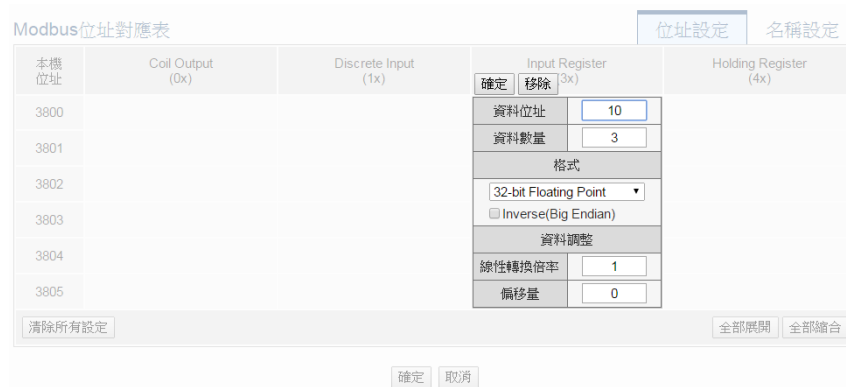 Modbus位址對應表 位址設定 名稱設定
本機位址 Coil Output (0x) Discrete Input (1x) Input Register 3x) Holding Register (4x)
確定 移除
3800
資料位址 10
3801
資料數量 3
格式
3802
32-bit Floating Point
3803
Inverse(Big Endian)
資料調整
3804
線性轉換倍率 1
3805
偏移量 0
清除所有設定 全部展開 全部縮合
確定 取消